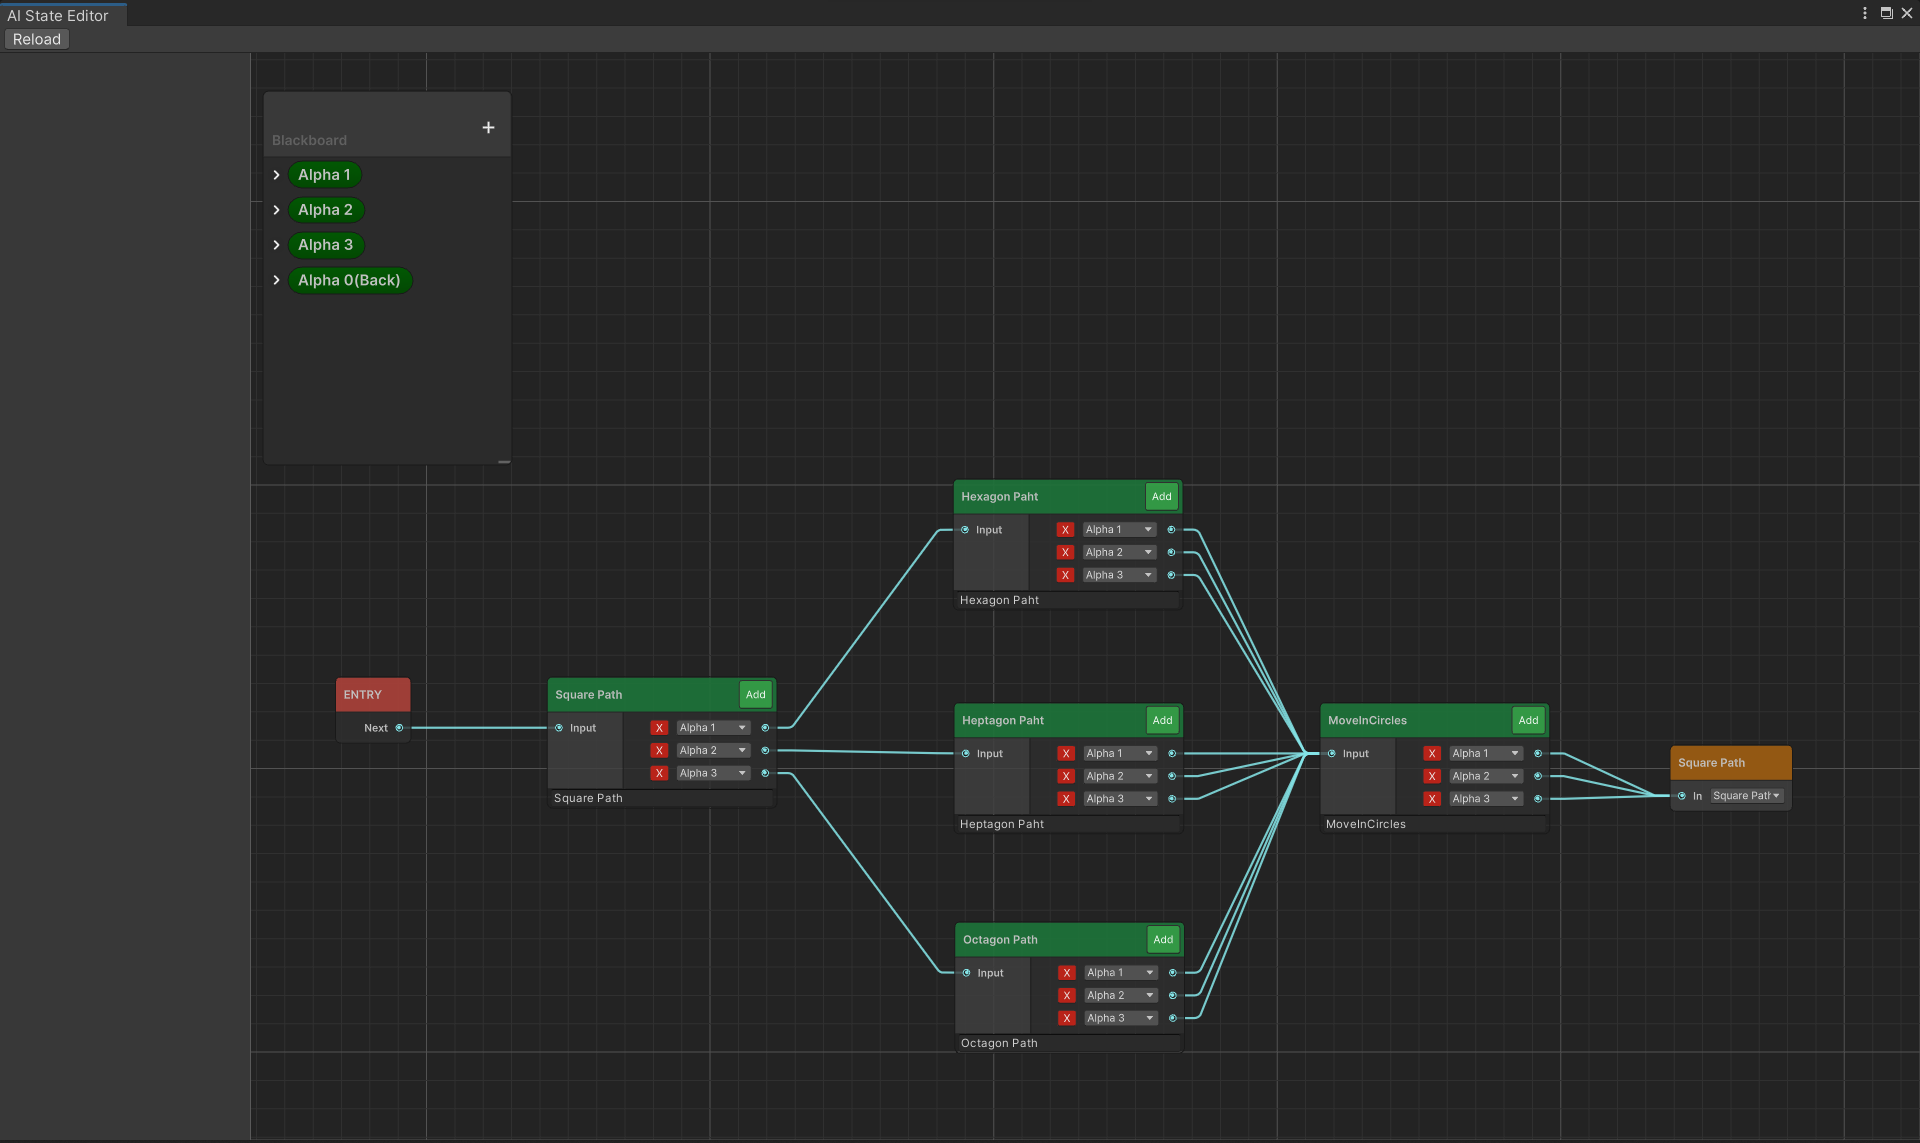 AI State Editor
Reload
Blackboard
+
Alpha 1
Alpha 2
Alpha 3
Alpha 0(Back)
ENTRY
Next
Square Path
Add
Input
X Alpha 1
X Alpha 2
X Alpha 3
Square Path
Hexagon Paht
Add
Input
X Alpha 1
X Alpha 2
X Alpha 3
Hexagon Paht
Heptagon Paht
Add
Input
X Alpha 1
X Alpha 2
X Alpha 3
Heptagon Paht
Octagon Path
Add
Input
X Alpha 1
X Alpha 2
X Alpha 3
Octagon Path
MoveInCircles
Add
Input
X Alpha 1
X Alpha 2
X Alpha 3
MoveInCircles
Square Path
In Square Path